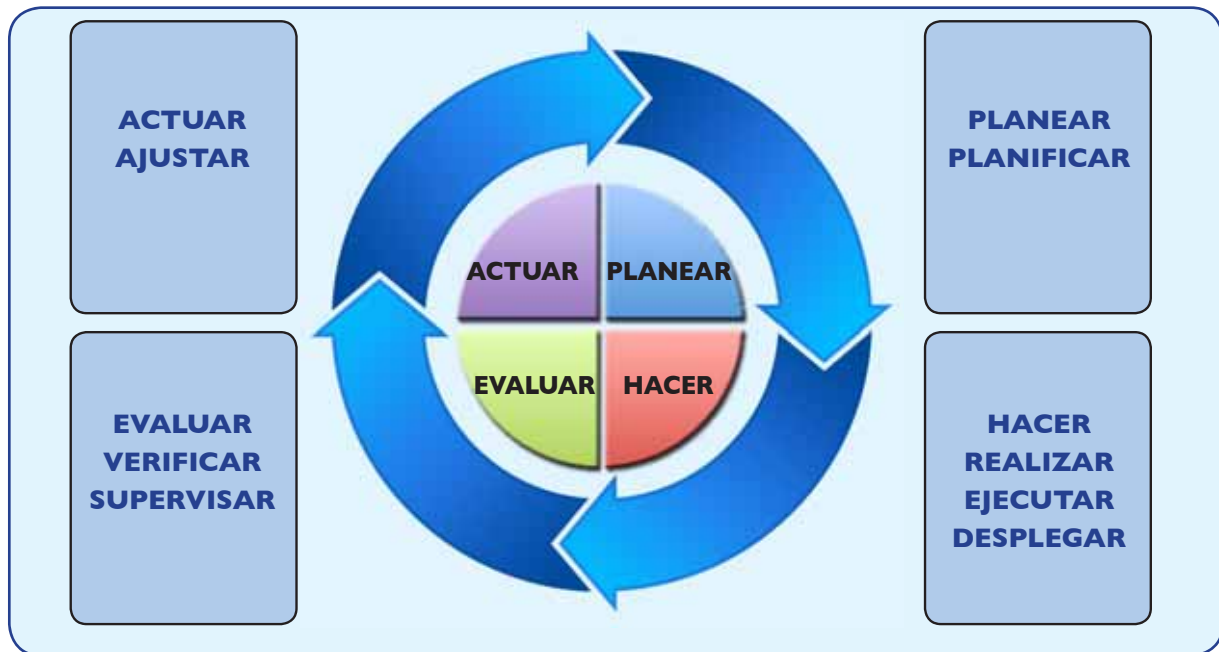 ACTUAR
AJUSTAR
PLANEAR
PLANIFICAR
ACTUAR
PLANEAR
EVALUAR
HACER
EVALUAR
VERIFICAR
SUPERVISAR
HACER
REALIZAR
EJECUTAR
DESPLEGAR